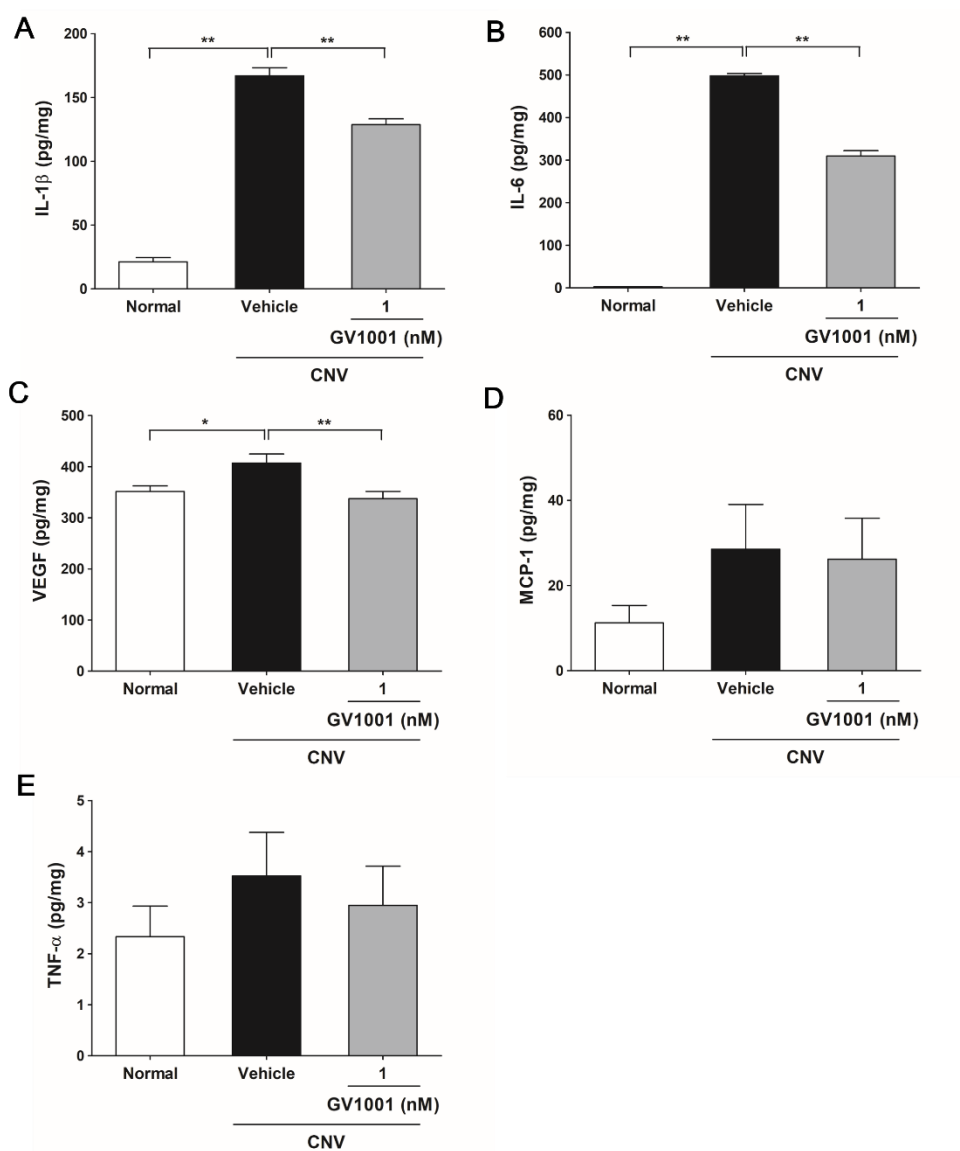 A
IL-1β (pg/mg)
200
150
100
50
0
** **
Normal Vehicle 1
GV1001 (nM)
CNV
B
IL-6 (pg/mg)
600
500
400
300
200
100
0
** **
Normal Vehicle 1
GV1001 (nM)
CNV
C
VEGF (pg/mg)
500
400
300
200
100
0
* **
Normal Vehicle 1
GV1001 (nM)
CNV
D
MCP-1 (pg/mg)
60
40
20
0
Normal Vehicle 1
GV1001 (nM)
CNV
E
TNF-α (pg/mg)
5
4
3
2
1
0
Normal Vehicle 1
GV1001 (nM)
CNV